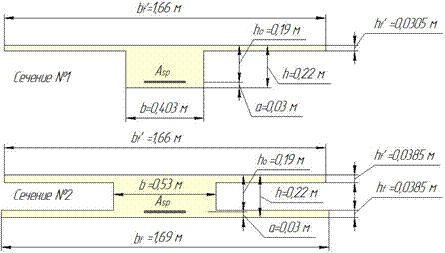 bf'=1,66 м
h₀=0,19 м
hf'=0,0305 м
Сечение №1
Asp
h=0,22 м
b=0,403 м
a=0,03 м
bf'=1,66 м
h₀=0,19 м
hf'=0,0385 м
b=0,53 м
Сечение №2
hf=0,0385 м
Asp
h=0,22 м
a=0,03 м
bf=1,69 м